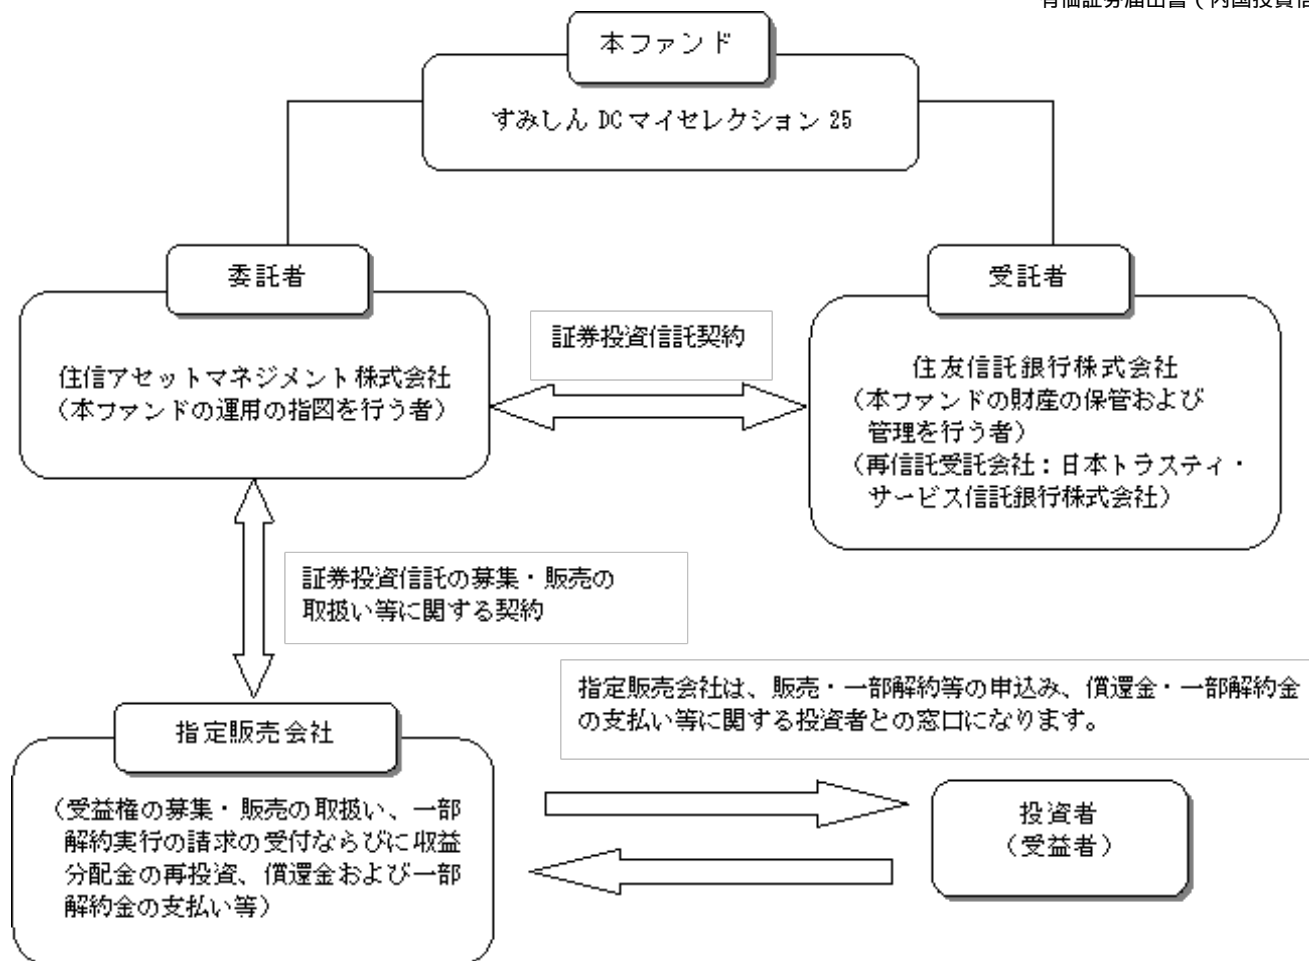 有価証券届出書(内国投資信
本ファンド
すみしん DC マイセレクション 25
委託者
住信アセットマネジメント株式会社
(本ファンドの運用の指図を行う者)
証券投資信託契約
受託者
住友信託銀行株式会社
(本ファンドの財産の保管および
管理を行う者)
(再信託受託会社:日本トラスティ・
サービス信託銀行株式会社)
証券投資信託の募集・販売の
取扱い等に関する契約
指定販売会社は、販売・一部解約等の申込み、償還金・一部解約金
の支払い等に関する投資者との窓口になります。
指定販売会社
(受益権の募集・販売の取扱い、一部
解約実行の請求の受付ならびに収益
分配金の再投資、償還金および一部
解約金の支払い等)
投資者
(受益者)